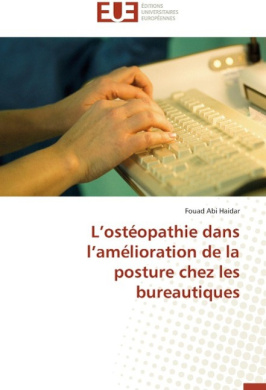 EUE
ÉDITIONS
UNIVERSITAIRES
EUROPÉENNES
Fouad Abi Haidar
L’ostéopathie dans
l’amélioration de la
posture chez les
bureautiques